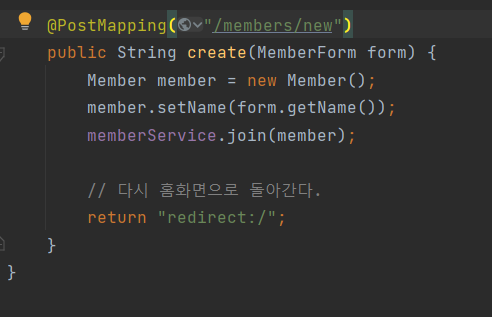 @PostMapping("/members/new")
public String create(MemberForm form) {
Member member = new Member();
member.setName(form.getName());
memberService.join(member);
// 다시 홈화면으로 돌아간다.
return "redirect:/";
}
}